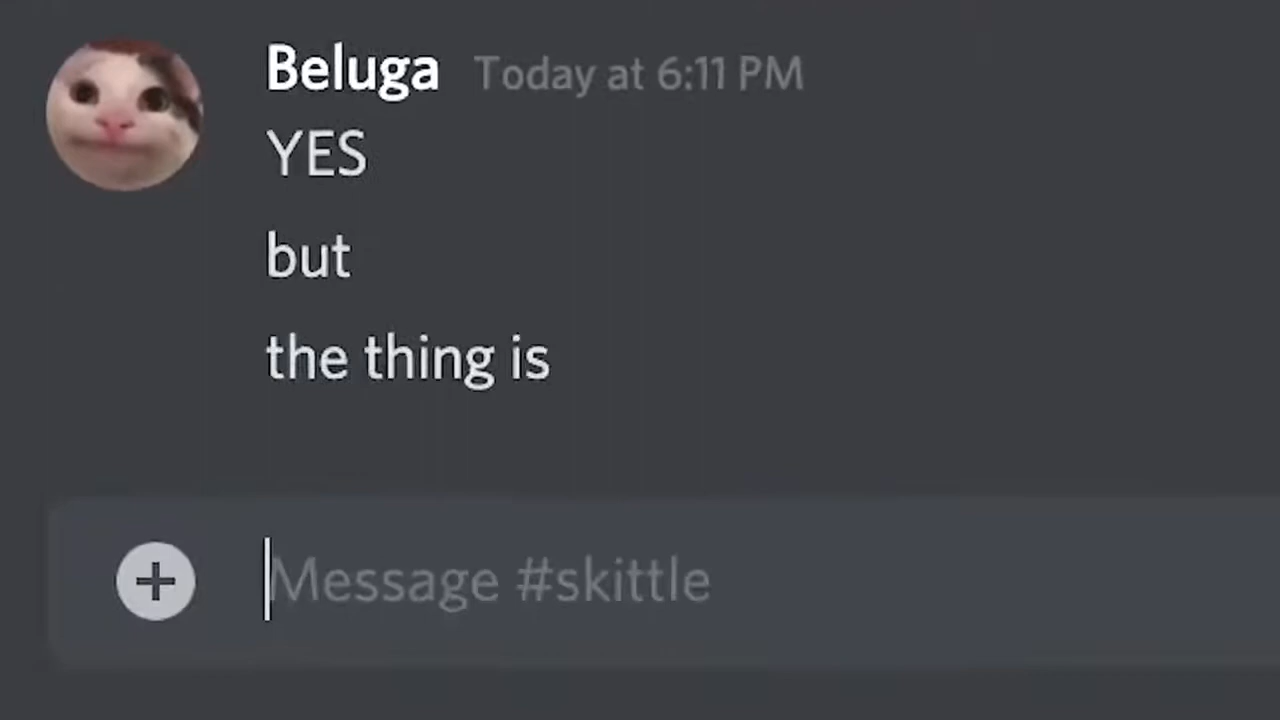 Beluga Today at 6:11 PM
YES
but
the thing is
Message #skittle